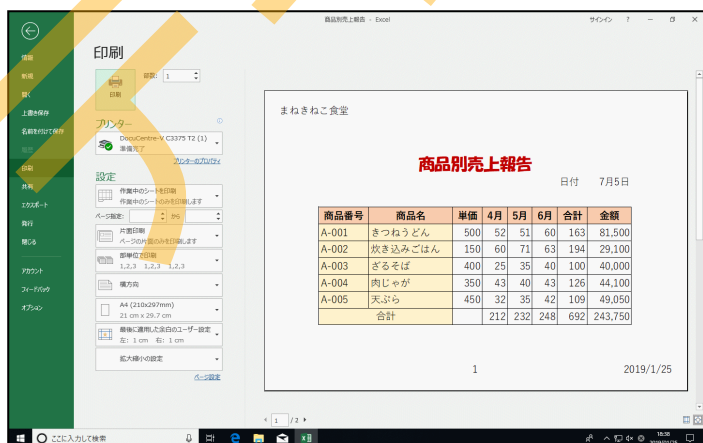 商品別売上報告 - Excel
サインイン ? － ×
情報
新規
開く
上書き保存
名前を付けて保存
印刷
共有
エクスポート
発行
閉じる
アカウント
フィードバック
オプション
印刷
部数: 1
印刷
プリンター
DocuCentre-V C3375 T2 (1)
準備完了
プリンターのプロパティ
設定
作業中のシートを印刷
作業中のシートのみを印刷します
ページ指定: から
片面印刷
ページの片面のみを印刷します
部単位で印刷
1,2,3 1,2,3 1,2,3
横方向
A4 (210x297mm)
21 cm x 29.7 cm
最後に適用した余白のユーザー設定
左: 1 cm 右: 1 cm
拡大縮小の設定
ページ設定
まねきねこ食堂
商品別売上報告
日付 7月5日
商品番号 商品名 単価 4月 5月 6月 合計 金額
A-001 きつねうどん 500 52 51 60 163 81,500
A-002 炊き込みごはん 150 60 71 63 194 29,100
A-003 ざるそば 400 25 35 40 100 40,000
A-004 肉じゃが 350 43 40 43 126 44,100
A-005 天ぷら 450 32 35 42 109 49,050
合計 212 232 248 692 243,750
1 2019/1/25
1 / 2
ここに入力して検索
18:38